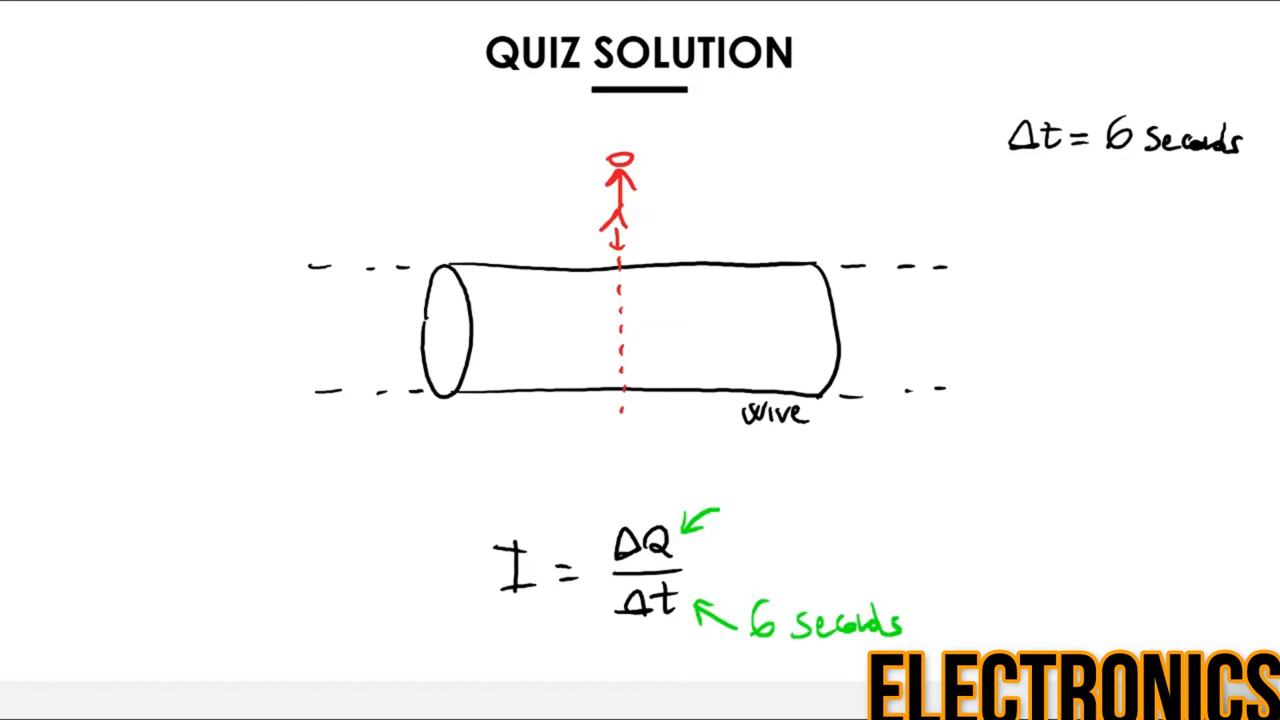 QUIZ SOLUTION
Δt = 6 seconds
wire
I = ΔQ / Δt
6 seconds
ELECTRONICS